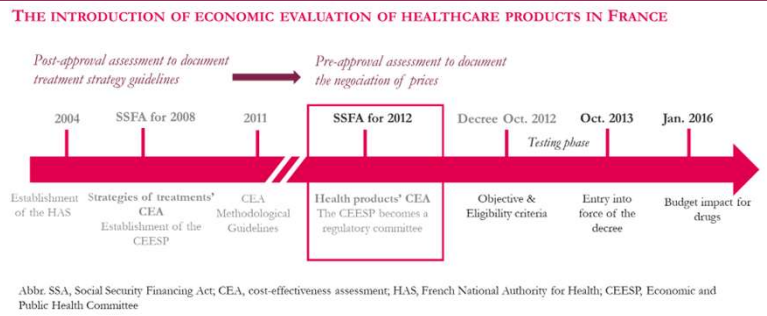 THE INTRODUCTION OF ECONOMIC EVALUATION OF HEALTHCARE PRODUCTS IN FRANCE
Post-approval assessment to document
treatment strategy guidelines
Pre-approval assessment to document
the negociation of prices
2004
SSFA for 2008
2011
SSFA for 2012
Decree Oct. 2012
Oct. 2013
Jan. 2016
Testing phase
Establishment
of the HAS
Strategies of treatments'
CEA
Establishment of the
CEESP
CEA
Methodological
Guidelines
Health products' CEA
The CEESP becomes a
regulatory committee
Objective &
Eligibility criteria
Entry into
force of the
decree
Budget impact for
drugs
Abbr. SSA, Social Security Financing Act; CEA, cost-effectiveness assessment; HAS, French National Authority for Health; CEESP, Economic and
Public Health Committee